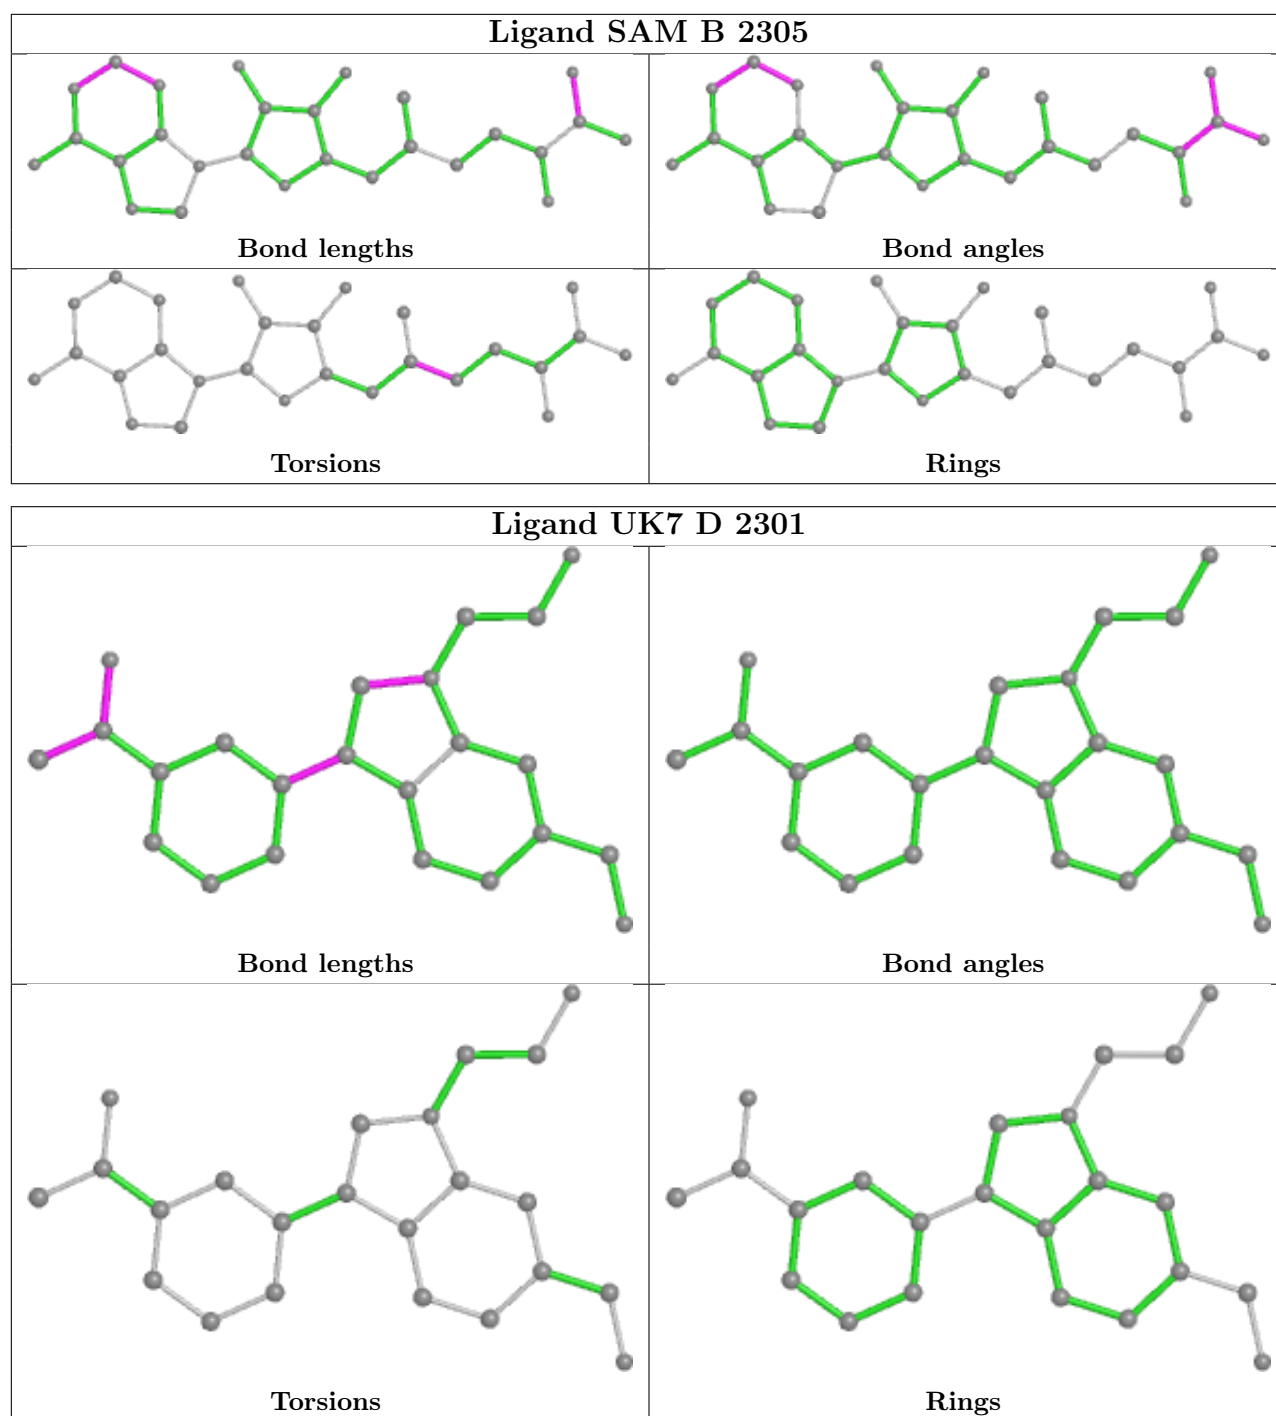 Ligand SAM B 2305
Bond lengths
Bond angles
Torsions
Rings
Ligand UK7 D 2301
Bond lengths
Bond angles
Torsions
Rings